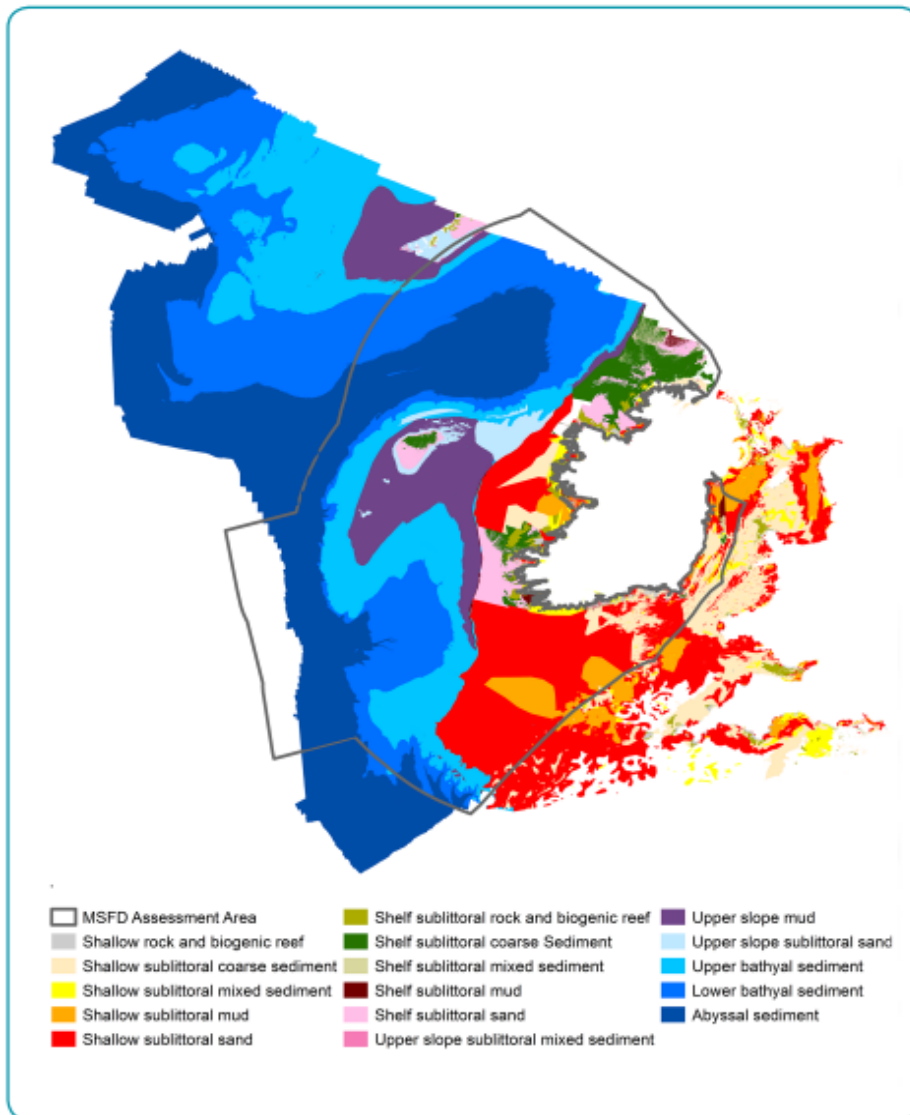 MSFD Assessment Area
Shallow rock and biogenic reef
Shallow sublittoral coarse sediment
Shallow sublittoral mixed sediment
Shallow sublittoral mud
Shallow sublittoral sand
Shelf sublittoral rock and biogenic reef
Shelf sublittoral coarse Sediment
Shelf sublittoral mixed sediment
Shelf sublittoral mud
Shelf sublittoral sand
Upper slope sublittoral mixed sediment
Upper slope mud
Upper slope sublittoral sand
Upper bathyal sediment
Lower bathyal sediment
Abyssal sediment